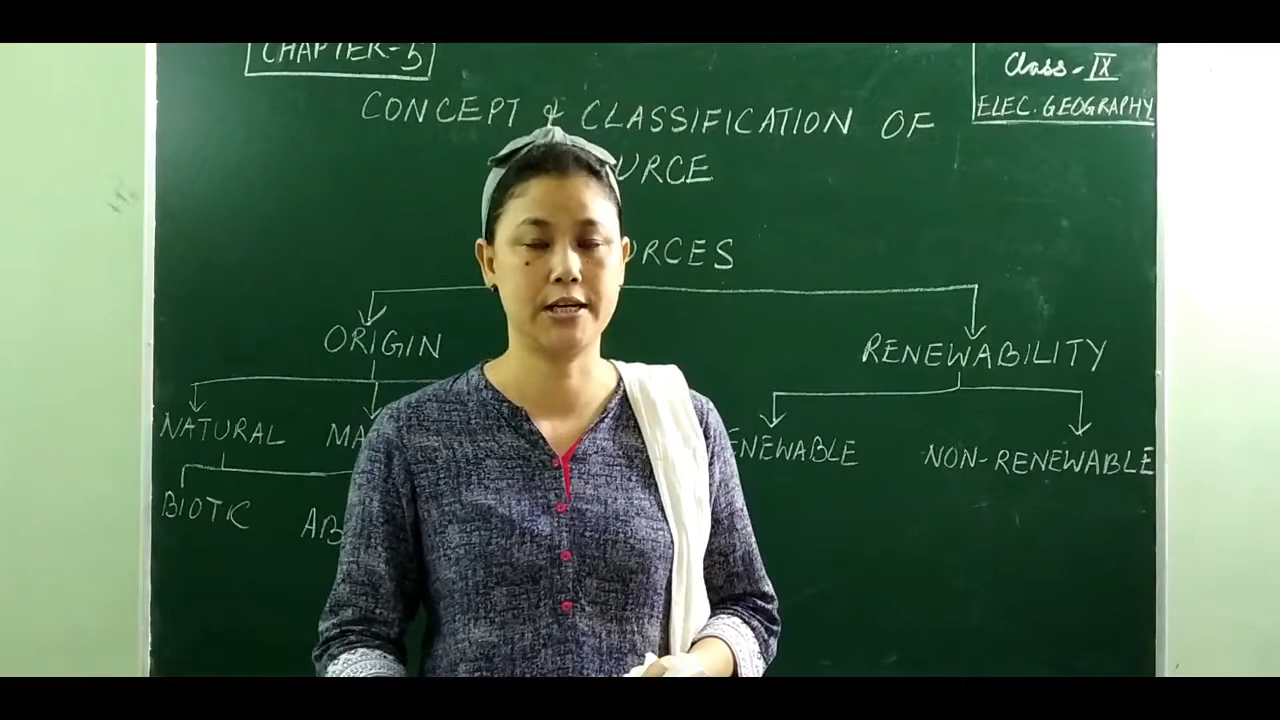 CHAPTER-5
Class-IX
ELEC. GEOGRAPHY
CONCEPT & CLASSIFICATION OF
URCE
URCES
ORIGIN
RENEWABILITY
NATURAL MA
ENEWABLE NON-RENEWABLE
BIOTIC AB